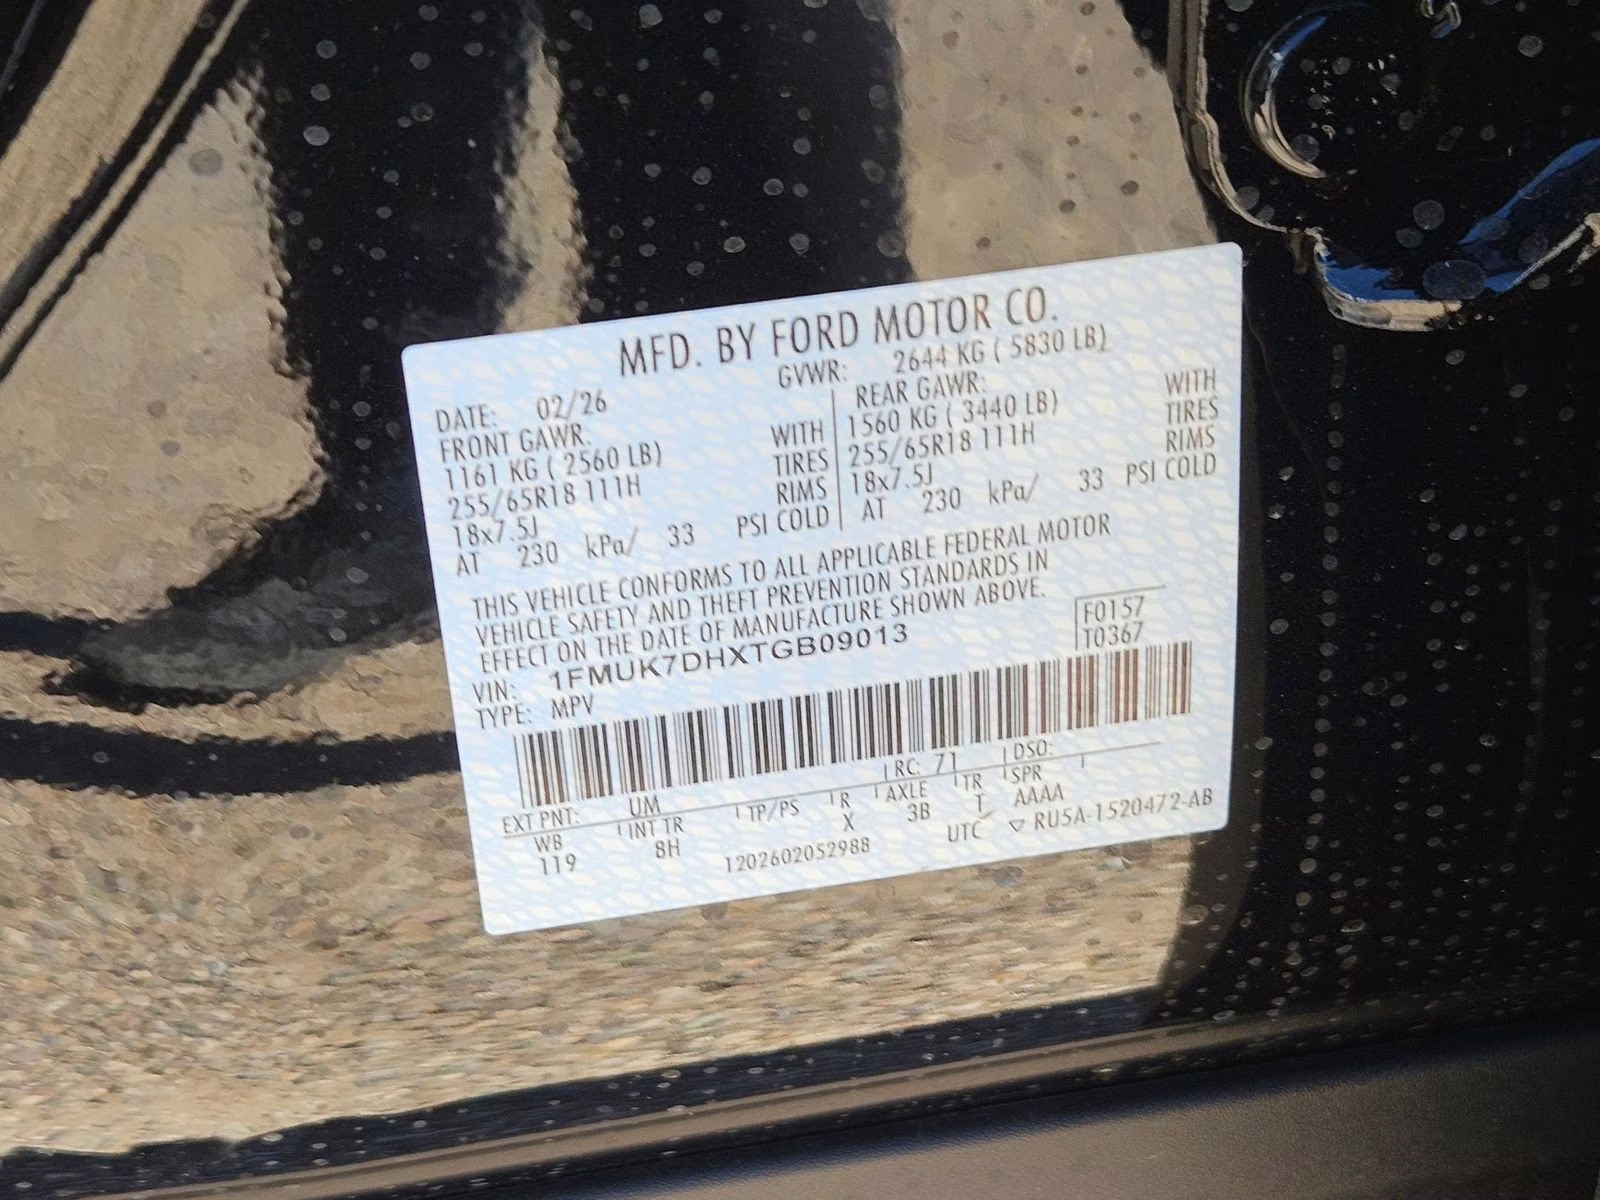 MFD. BY FORD MOTOR CO.
DATE: 02/26 GVWR: 2644 KG ( 5830 LB)
FRONT GAWR: REAR GAWR:
1161 KG ( 2560 LB) WITH 1560 KG ( 3440 LB) WITH
255/65R18 111H TIRES 255/65R18 111H TIRES
18x7.5J RIMS 18x7.5J RIMS
AT 230 kPa/ 33 PSI COLD AT 230 kPa/ 33 PSI COLD
THIS VEHICLE CONFORMS TO ALL APPLICABLE FEDERAL MOTOR
VEHICLE SAFETY AND THEFT PREVENTION STANDARDS IN
EFFECT ON THE DATE OF MANUFACTURE SHOWN ABOVE.
VIN: 1FMUK7DHXTGB09013 F0157
TYPE: MPV T0367
EXT PNT: UM RC: 71 DSO:
WB INT TR TP/PS R AXLE TR SPR
119 8H X 3B T AAAA
1202602052988 UTC ▽ RU5A-1520472-AB